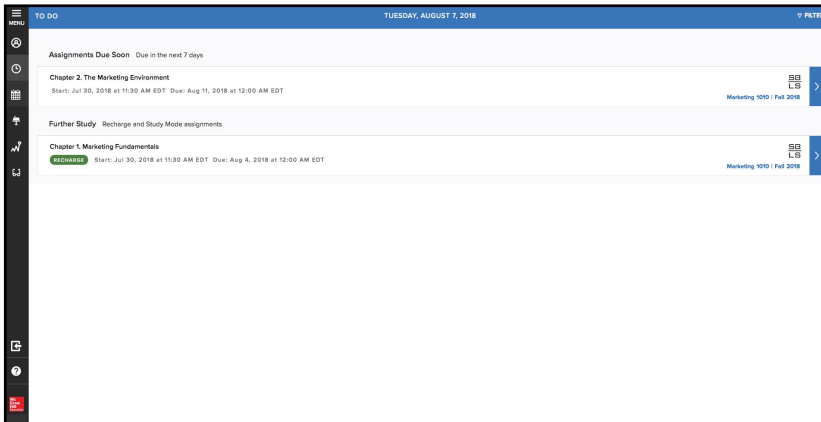 MENU
TO DO
TUESDAY, AUGUST 7, 2018
FILTER
Assignments Due Soon Due in the next 7 days
Chapter 2. The Marketing Environment
Start: Jul 30, 2018 at 11:30 AM EDT Due: Aug 11, 2018 at 12:00 AM EDT
SB
LS
Marketing 1010 | Fall 2018
Further Study Recharge and Study Mode assignments
Chapter 1. Marketing Fundamentals
RECHARGE Start: Jul 30, 2018 at 11:30 AM EDT Due: Aug 4, 2018 at 12:00 AM EDT
SB
LS
Marketing 1010 | Fall 2018
Mc
Graw
Hill